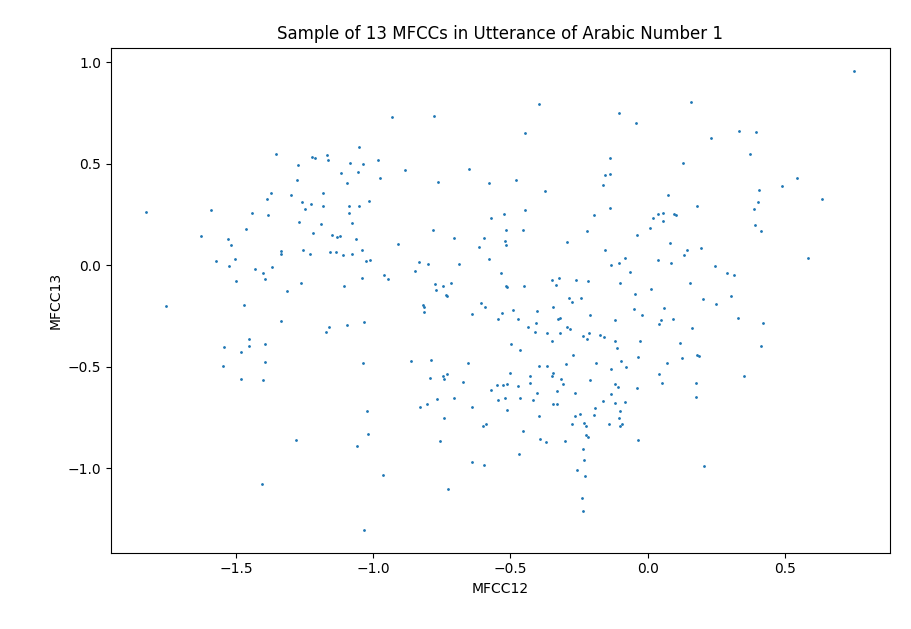 Sample of 13 MFCCs in Utterance of Arabic Number 1
1.0
0.5
0.0
−0.5
−1.0
MFCC13
−1.5 −1.0 −0.5 0.0 0.5
MFCC12